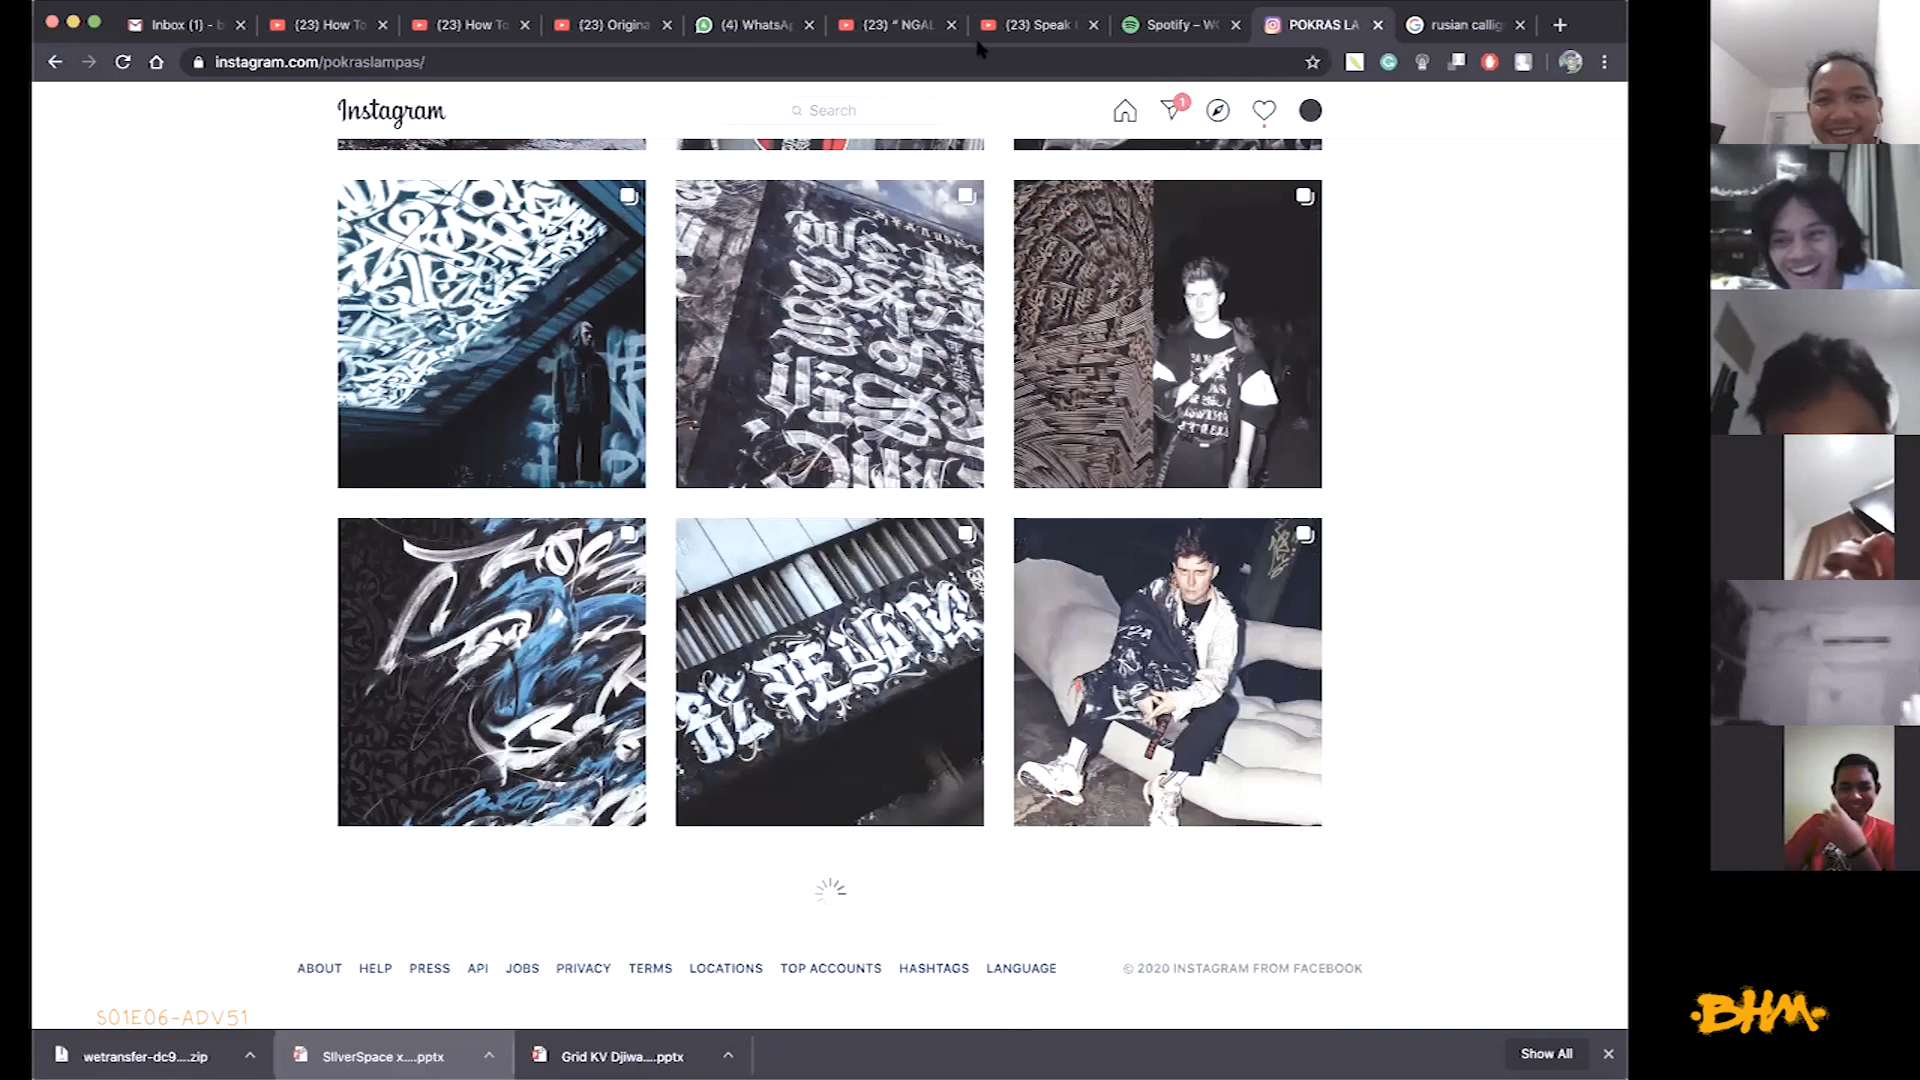 Inbox (1) - b
(23) How To
(23) How To
(23) Origina
(4) WhatsA
(23) " NGAL
(23) Speak
Spotify – W
POKRAS LA
rusian callig
instagram.com/pokraslampas/
Instagram
Search
1
ABOUT HELP PRESS API JOBS PRIVACY TERMS LOCATIONS TOP ACCOUNTS HASHTAGS LANGUAGE
© 2020 INSTAGRAM FROM FACEBOOK
S01E06-ADV51
BHM
wetransfer-dc9....zip
SIlverSpace x....pptx
Grid KV Djiwa....pptx
Show All